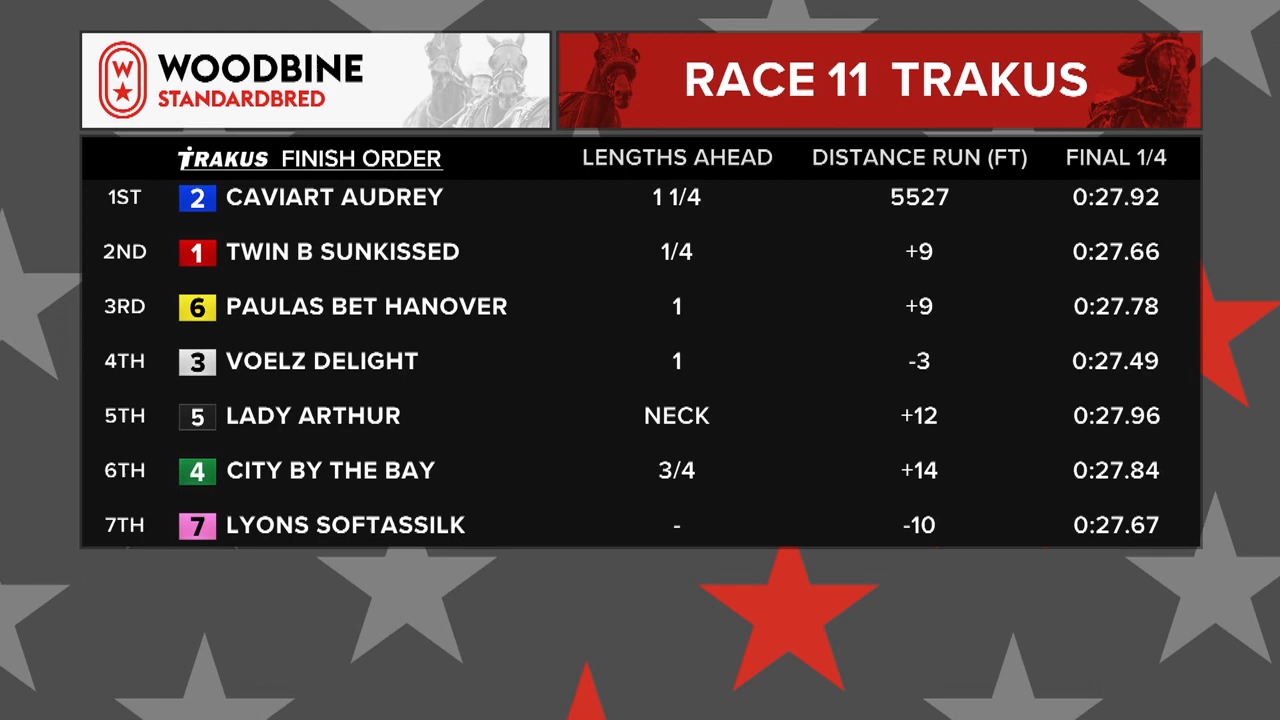 WOODBINE
STANDARDBRED
RACE 11 TRAKUS
TRAKUS FINISH ORDER LENGTHS AHEAD DISTANCE RUN (FT) FINAL 1/4
1ST 2 CAVIART AUDREY 1 1/4 5527 0:27.92
2ND 1 TWIN B SUNKISSED 1/4 +9 0:27.66
3RD 6 PAULAS BET HANOVER 1 +9 0:27.78
4TH 3 VOELZ DELIGHT 1 -3 0:27.49
5TH 5 LADY ARTHUR NECK +12 0:27.96
6TH 4 CITY BY THE BAY 3/4 +14 0:27.84
7TH 7 LYONS SOFTASSILK - -10 0:27.67